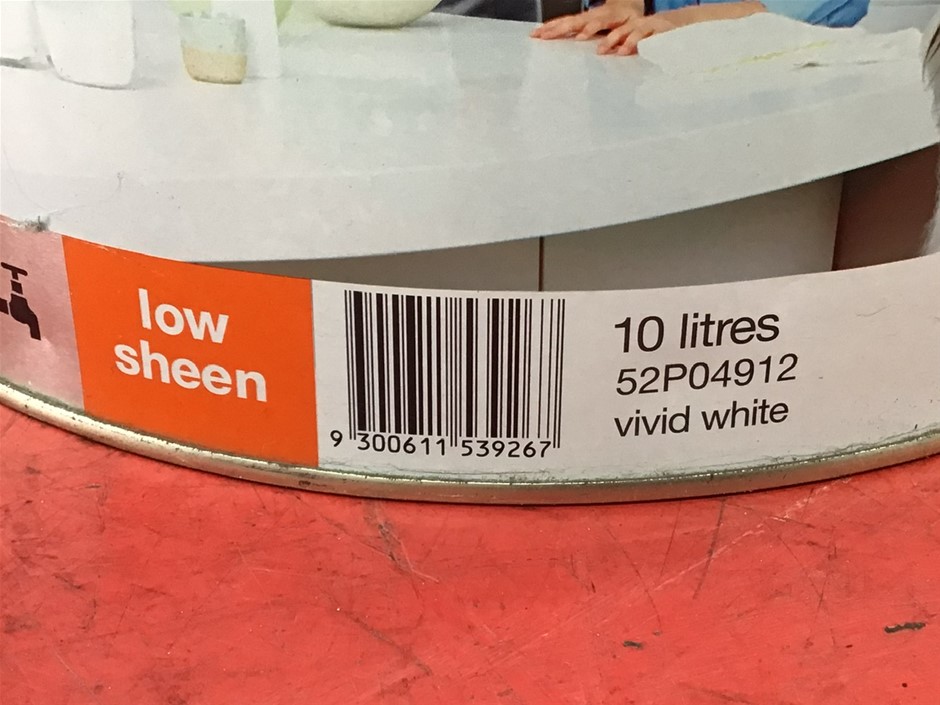 low
sheen
9 300611 539267
10 litres
52P04912
vivid white